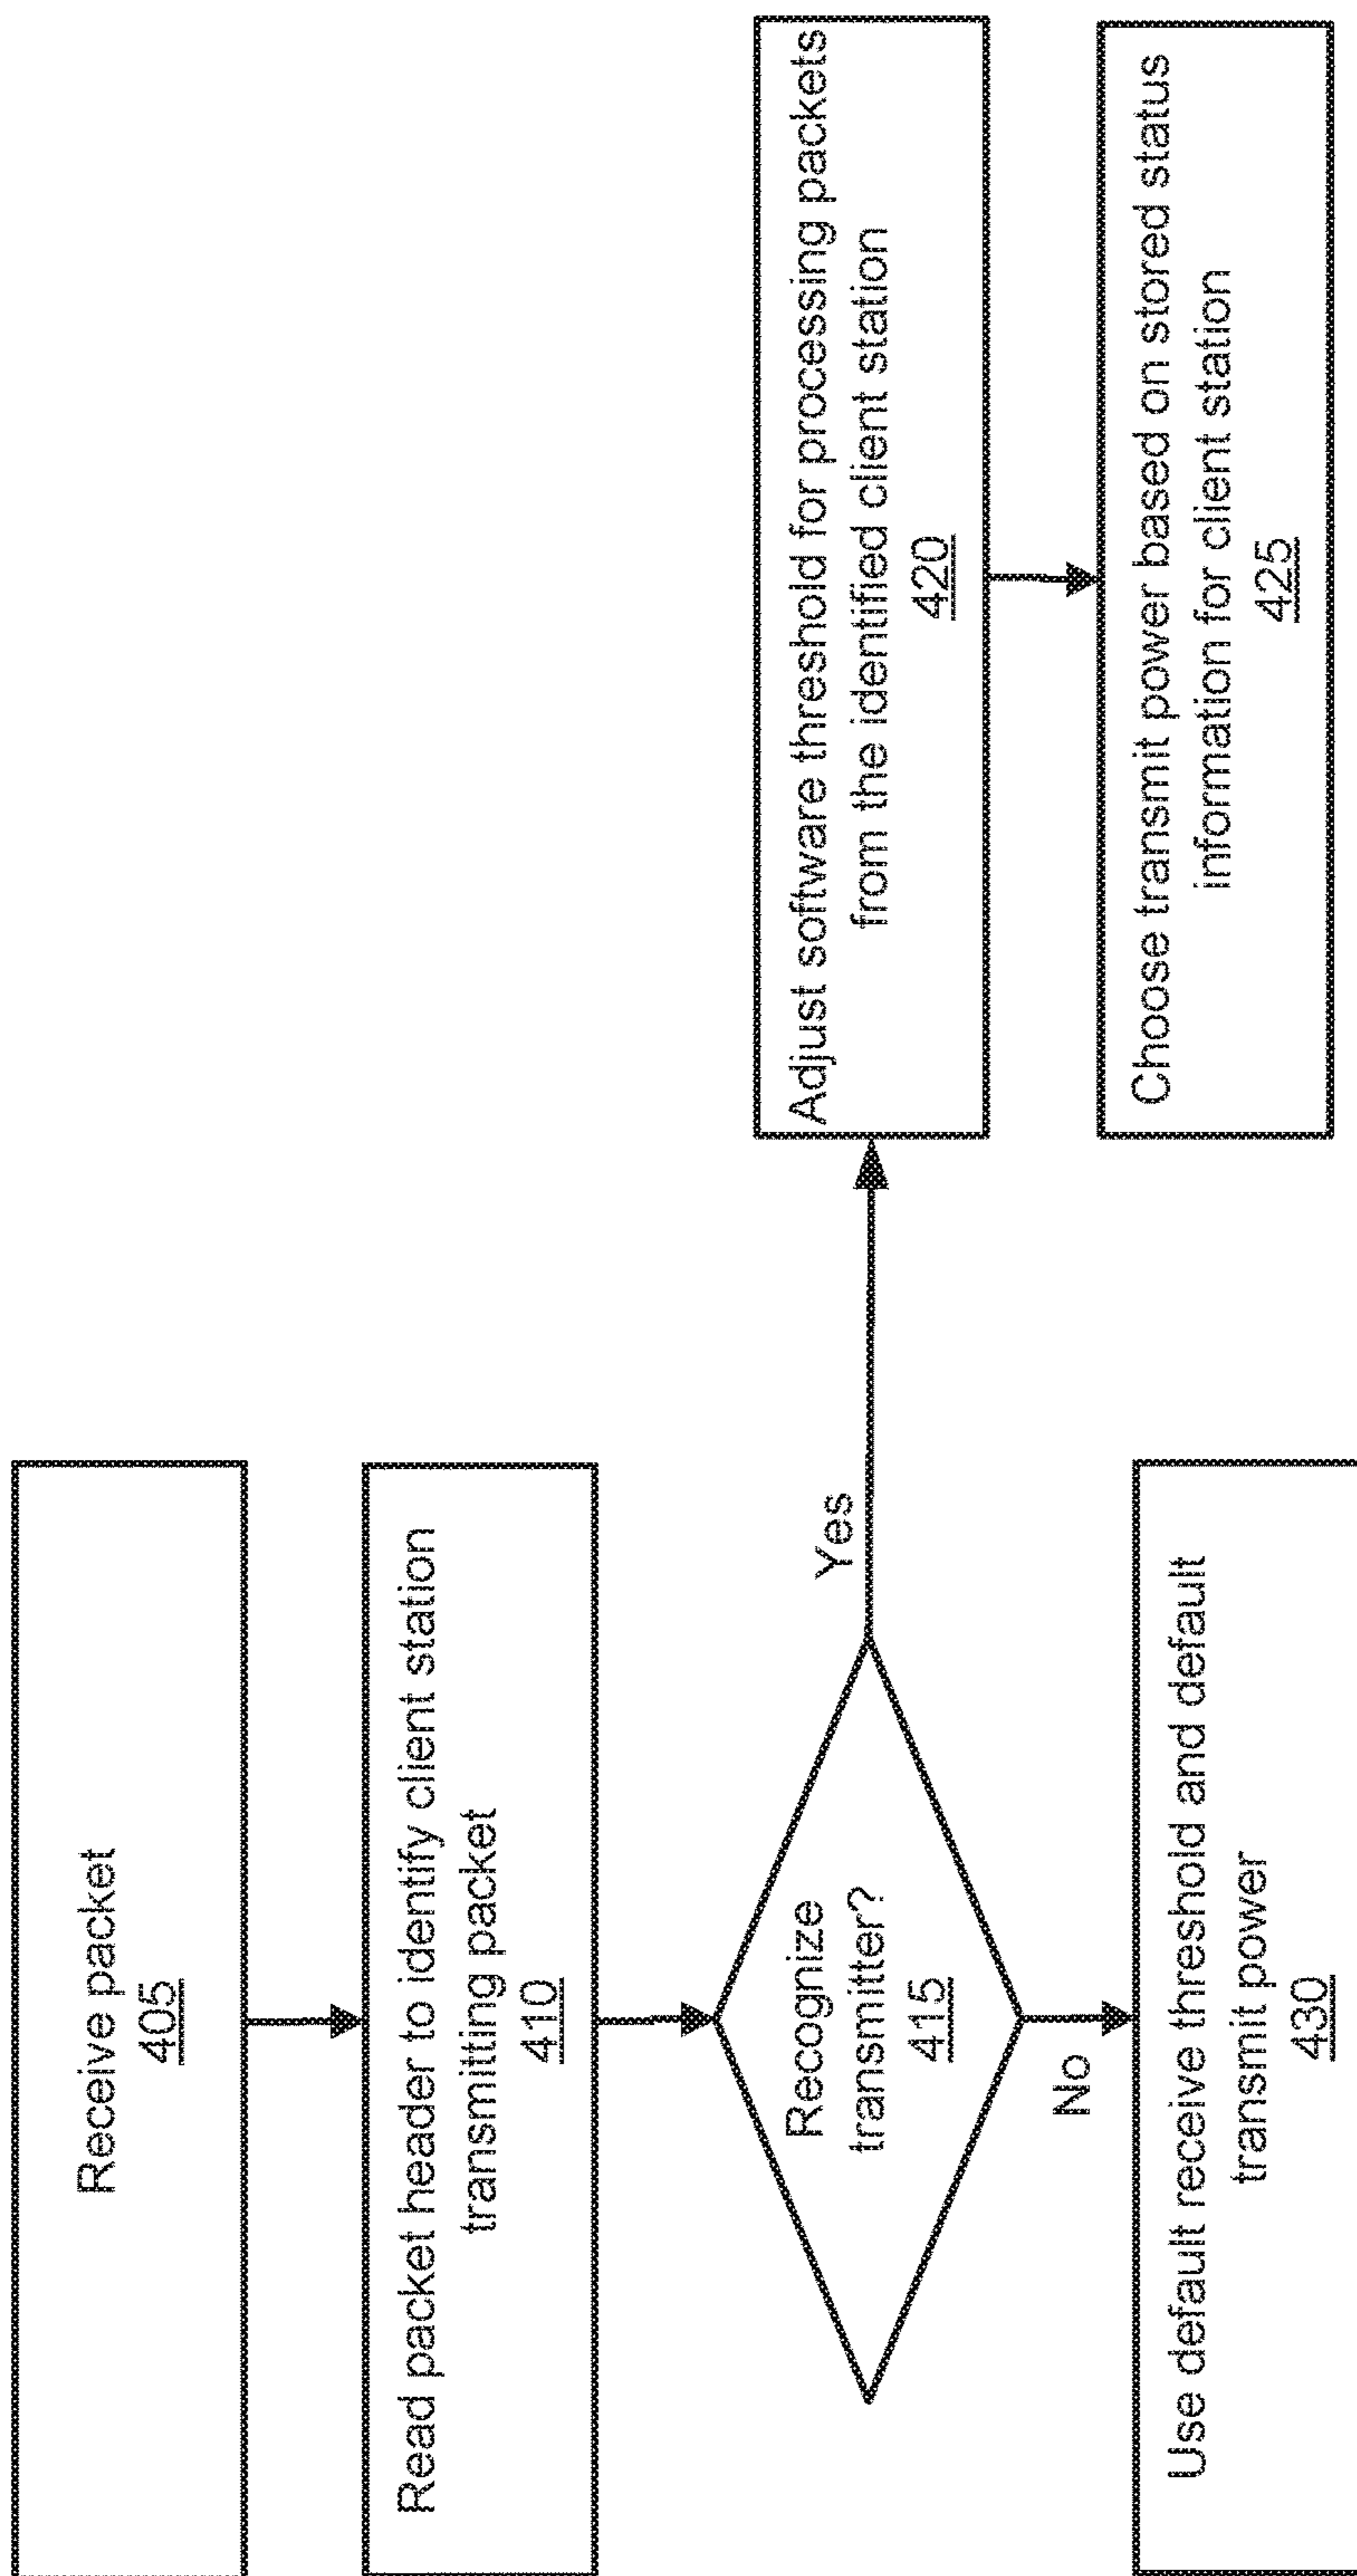 Receive packet
405
Read packet header to identify client station
transmitting packet
410
Recognize
transmitter?
415
Yes
No
Adjust software threshold for processing packets
from the identified client station
420
Choose transmit power based on stored status
information for client station
425
Use default receive threshold and default
transmit power
430